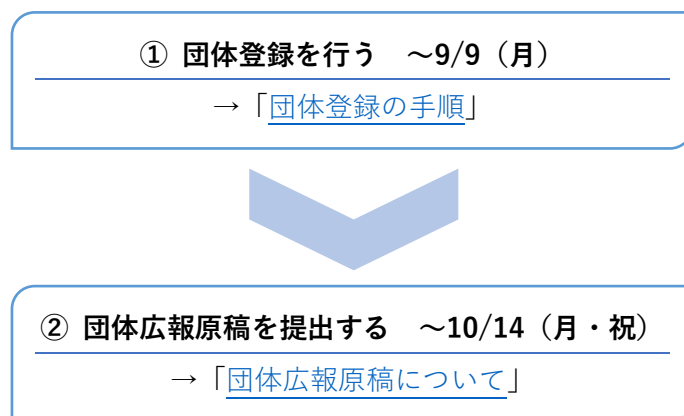 ① 団体登録を行う　～9/9（月）
→「団体登録の手順」
② 団体広報原稿を提出する　～10/14（月・祝）
→「団体広報原稿について」